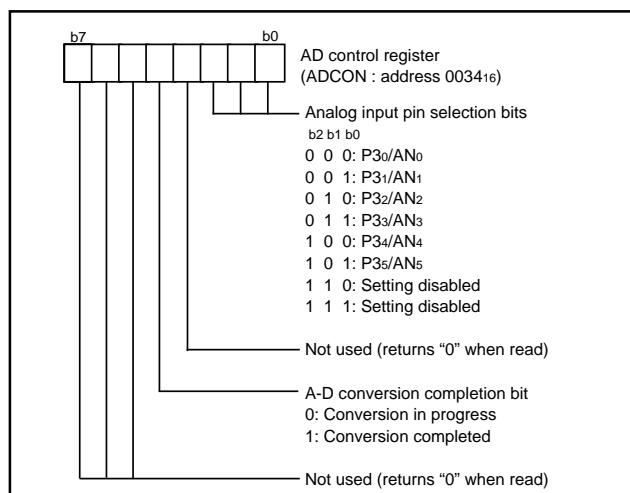 b7 b0
AD control register
(ADCON : address 003416)
Analog input pin selection bits
b2 b1 b0
0 0 0: P30/AN0
0 0 1: P31/AN1
0 1 0: P32/AN2
0 1 1: P33/AN3
1 0 0: P34/AN4
1 0 1: P35/AN5
1 1 0: Setting disabled
1 1 1: Setting disabled
Not used (returns “0” when read)
A-D conversion completion bit
0: Conversion in progress
1: Conversion completed
Not used (returns “0” when read)